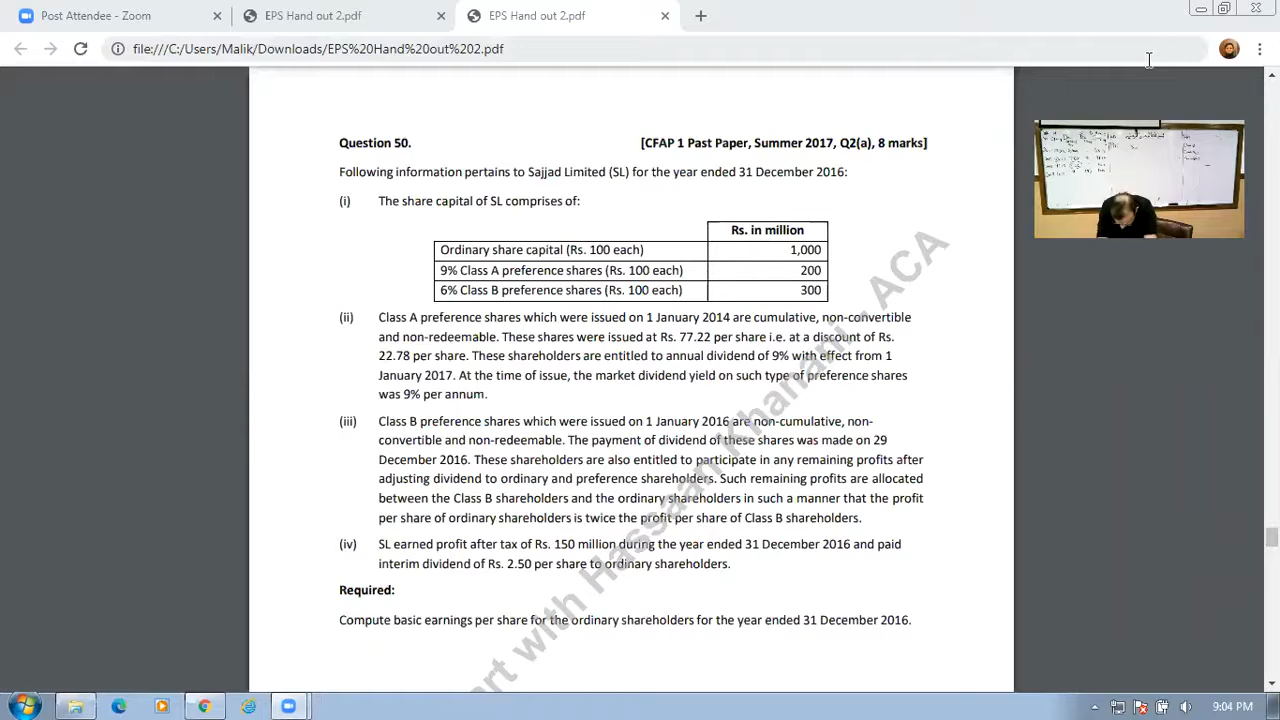 Post Attendee - Zoom
EPS Hand out 2.pdf
EPS Hand out 2.pdf
file:///C:/Users/Malik/Downloads/EPS%20Hand%20out%202.pdf
Question 50. [CFAP 1 Past Paper, Summer 2017, Q2(a), 8 marks]
Following information pertains to Sajjad Limited (SL) for the year ended 31 December 2016:
(i) The share capital of SL comprises of:
Rs. in million
Ordinary share capital (Rs. 100 each) 1,000
9% Class A preference shares (Rs. 100 each) 200
6% Class B preference shares (Rs. 100 each) 300
(ii) Class A preference shares which were issued on 1 January 2014 are cumulative, non-convertible
and non-redeemable. These shares were issued at Rs. 77.22 per share i.e. at a discount of Rs.
22.78 per share. These shareholders are entitled to annual dividend of 9% with effect from 1
January 2017. At the time of issue, the market dividend yield on such type of preference shares
was 9% per annum.
(iii) Class B preference shares which were issued on 1 January 2016 are non-cumulative, non-
convertible and non-redeemable. The payment of dividend of these shares was made on 29
December 2016. These shareholders are also entitled to participate in any remaining profits after
adjusting dividend to ordinary and preference shareholders. Such remaining profits are allocated
between the Class B shareholders and the ordinary shareholders in such a manner that the profit
per share of ordinary shareholders is twice the profit per share of Class B shareholders.
(iv) SL earned profit after tax of Rs. 150 million during the year ended 31 December 2016 and paid
interim dividend of Rs. 2.50 per share to ordinary shareholders.
Required:
Compute basic earnings per share for the ordinary shareholders for the year ended 31 December 2016.
art with Hassaan Khanani - ACA
9:04 PM